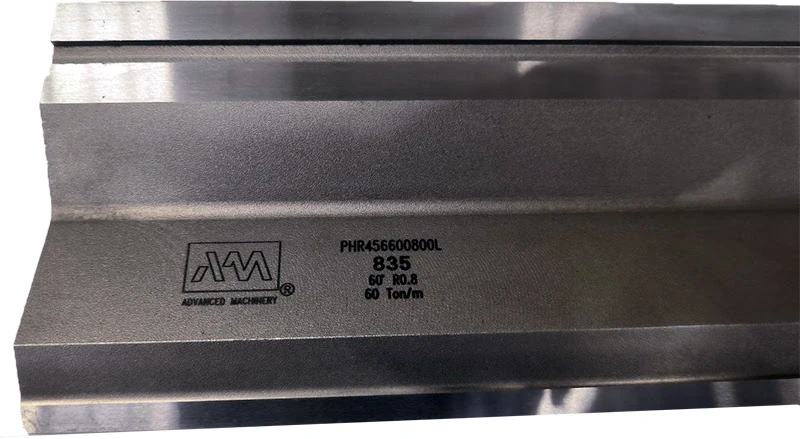 AM
ADVANCED MACHINERY®
PHR456600800L
835
60° R0.8
60 Ton/m